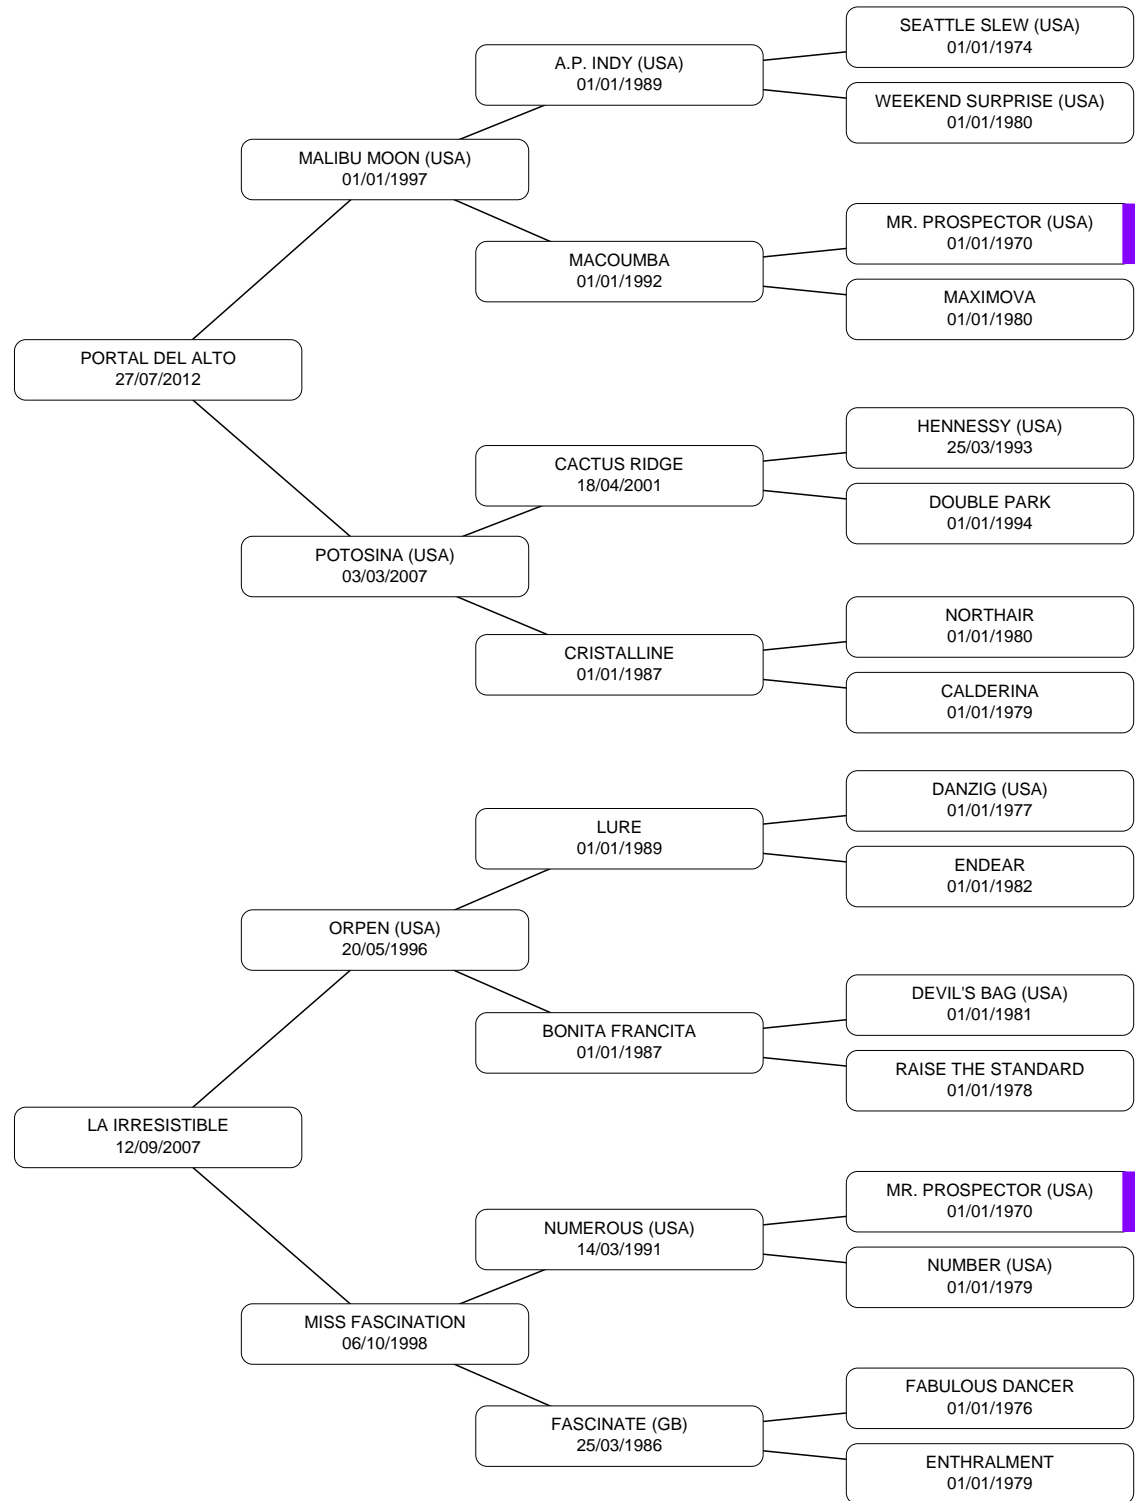 SEATTLE SLEW (USA)
01/01/1974
A.P. INDY (USA)
01/01/1989
WEEKEND SURPRISE (USA)
01/01/1980
MALIBU MOON (USA)
01/01/1997
MR. PROSPECTOR (USA)
01/01/1970
MACOUMBA
01/01/1992
MAXIMOVA
01/01/1980
PORTAL DEL ALTO
27/07/2012
HENNESSY (USA)
25/03/1993
CACTUS RIDGE
18/04/2001
DOUBLE PARK
01/01/1994
POTOSINA (USA)
03/03/2007
NORTHAIR
01/01/1980
CRISTALLINE
01/01/1987
CALDERINA
01/01/1979
DANZIG (USA)
01/01/1977
LURE
01/01/1989
ENDEAR
01/01/1982
ORPEN (USA)
20/05/1996
DEVIL'S BAG (USA)
01/01/1981
BONITA FRANCITA
01/01/1987
RAISE THE STANDARD
01/01/1978
LA IRRESISTIBLE
12/09/2007
MR. PROSPECTOR (USA)
01/01/1970
NUMEROUS (USA)
14/03/1991
NUMBER (USA)
01/01/1979
MISS FASCINATION
06/10/1998
FABULOUS DANCER
01/01/1976
FASCINATE (GB)
25/03/1986
ENTHRALMENT
01/01/1979